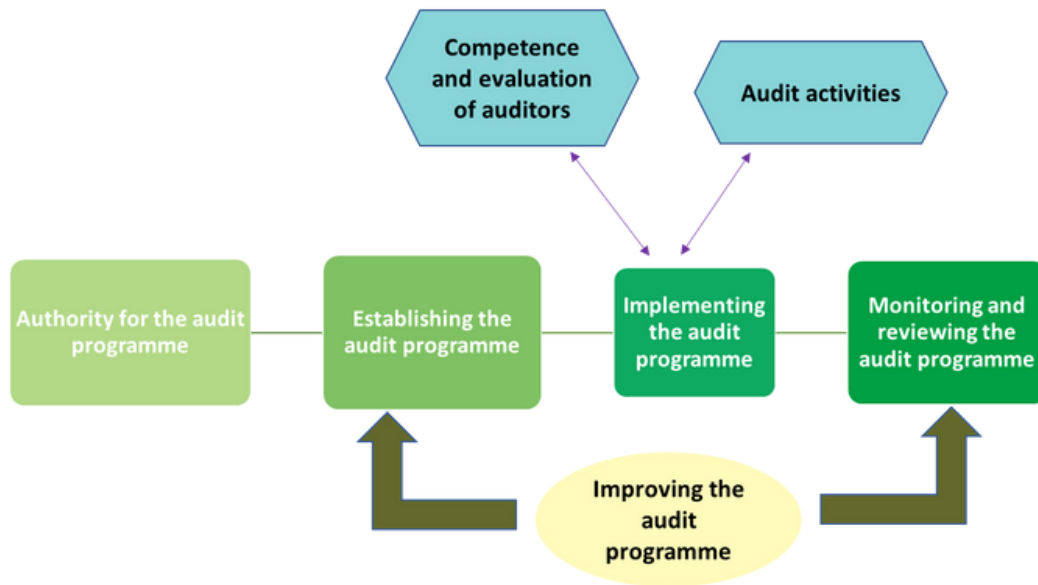 Competence
and evaluation
of auditors
Audit activities
Authority for the audit
programme
Establishing the
audit programme
Implementing
the audit
programme
Monitoring and
reviewing the
audit programme
Improving the
audit
programme